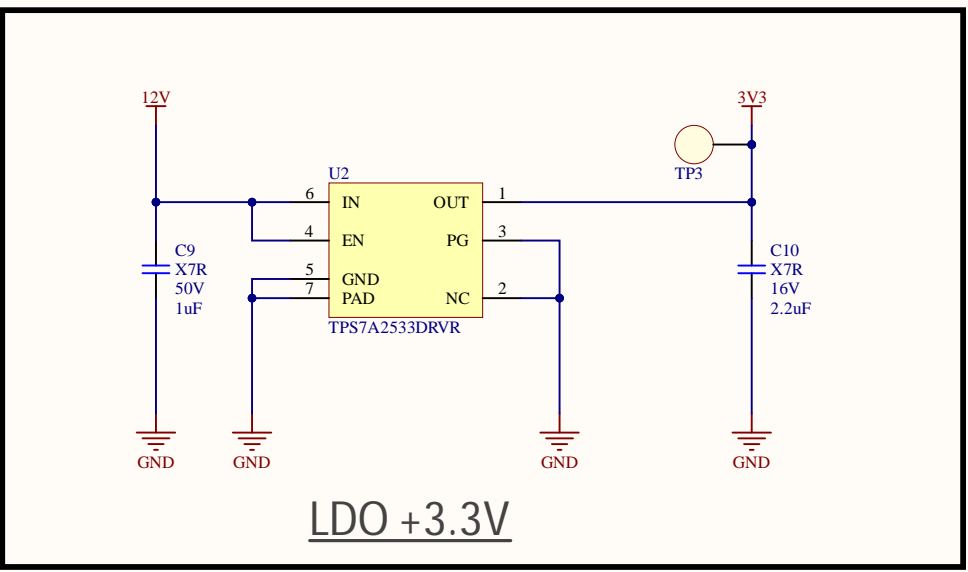 12V
3V3
TP3
U2
6
IN
OUT
1
4
EN
PG
3
5
GND
7
PAD
NC
2
TPS7A2533DRVR
C9
X7R
50V
1uF
C10
X7R
16V
2.2uF
GND
GND
GND
GND
LDO +3.3V